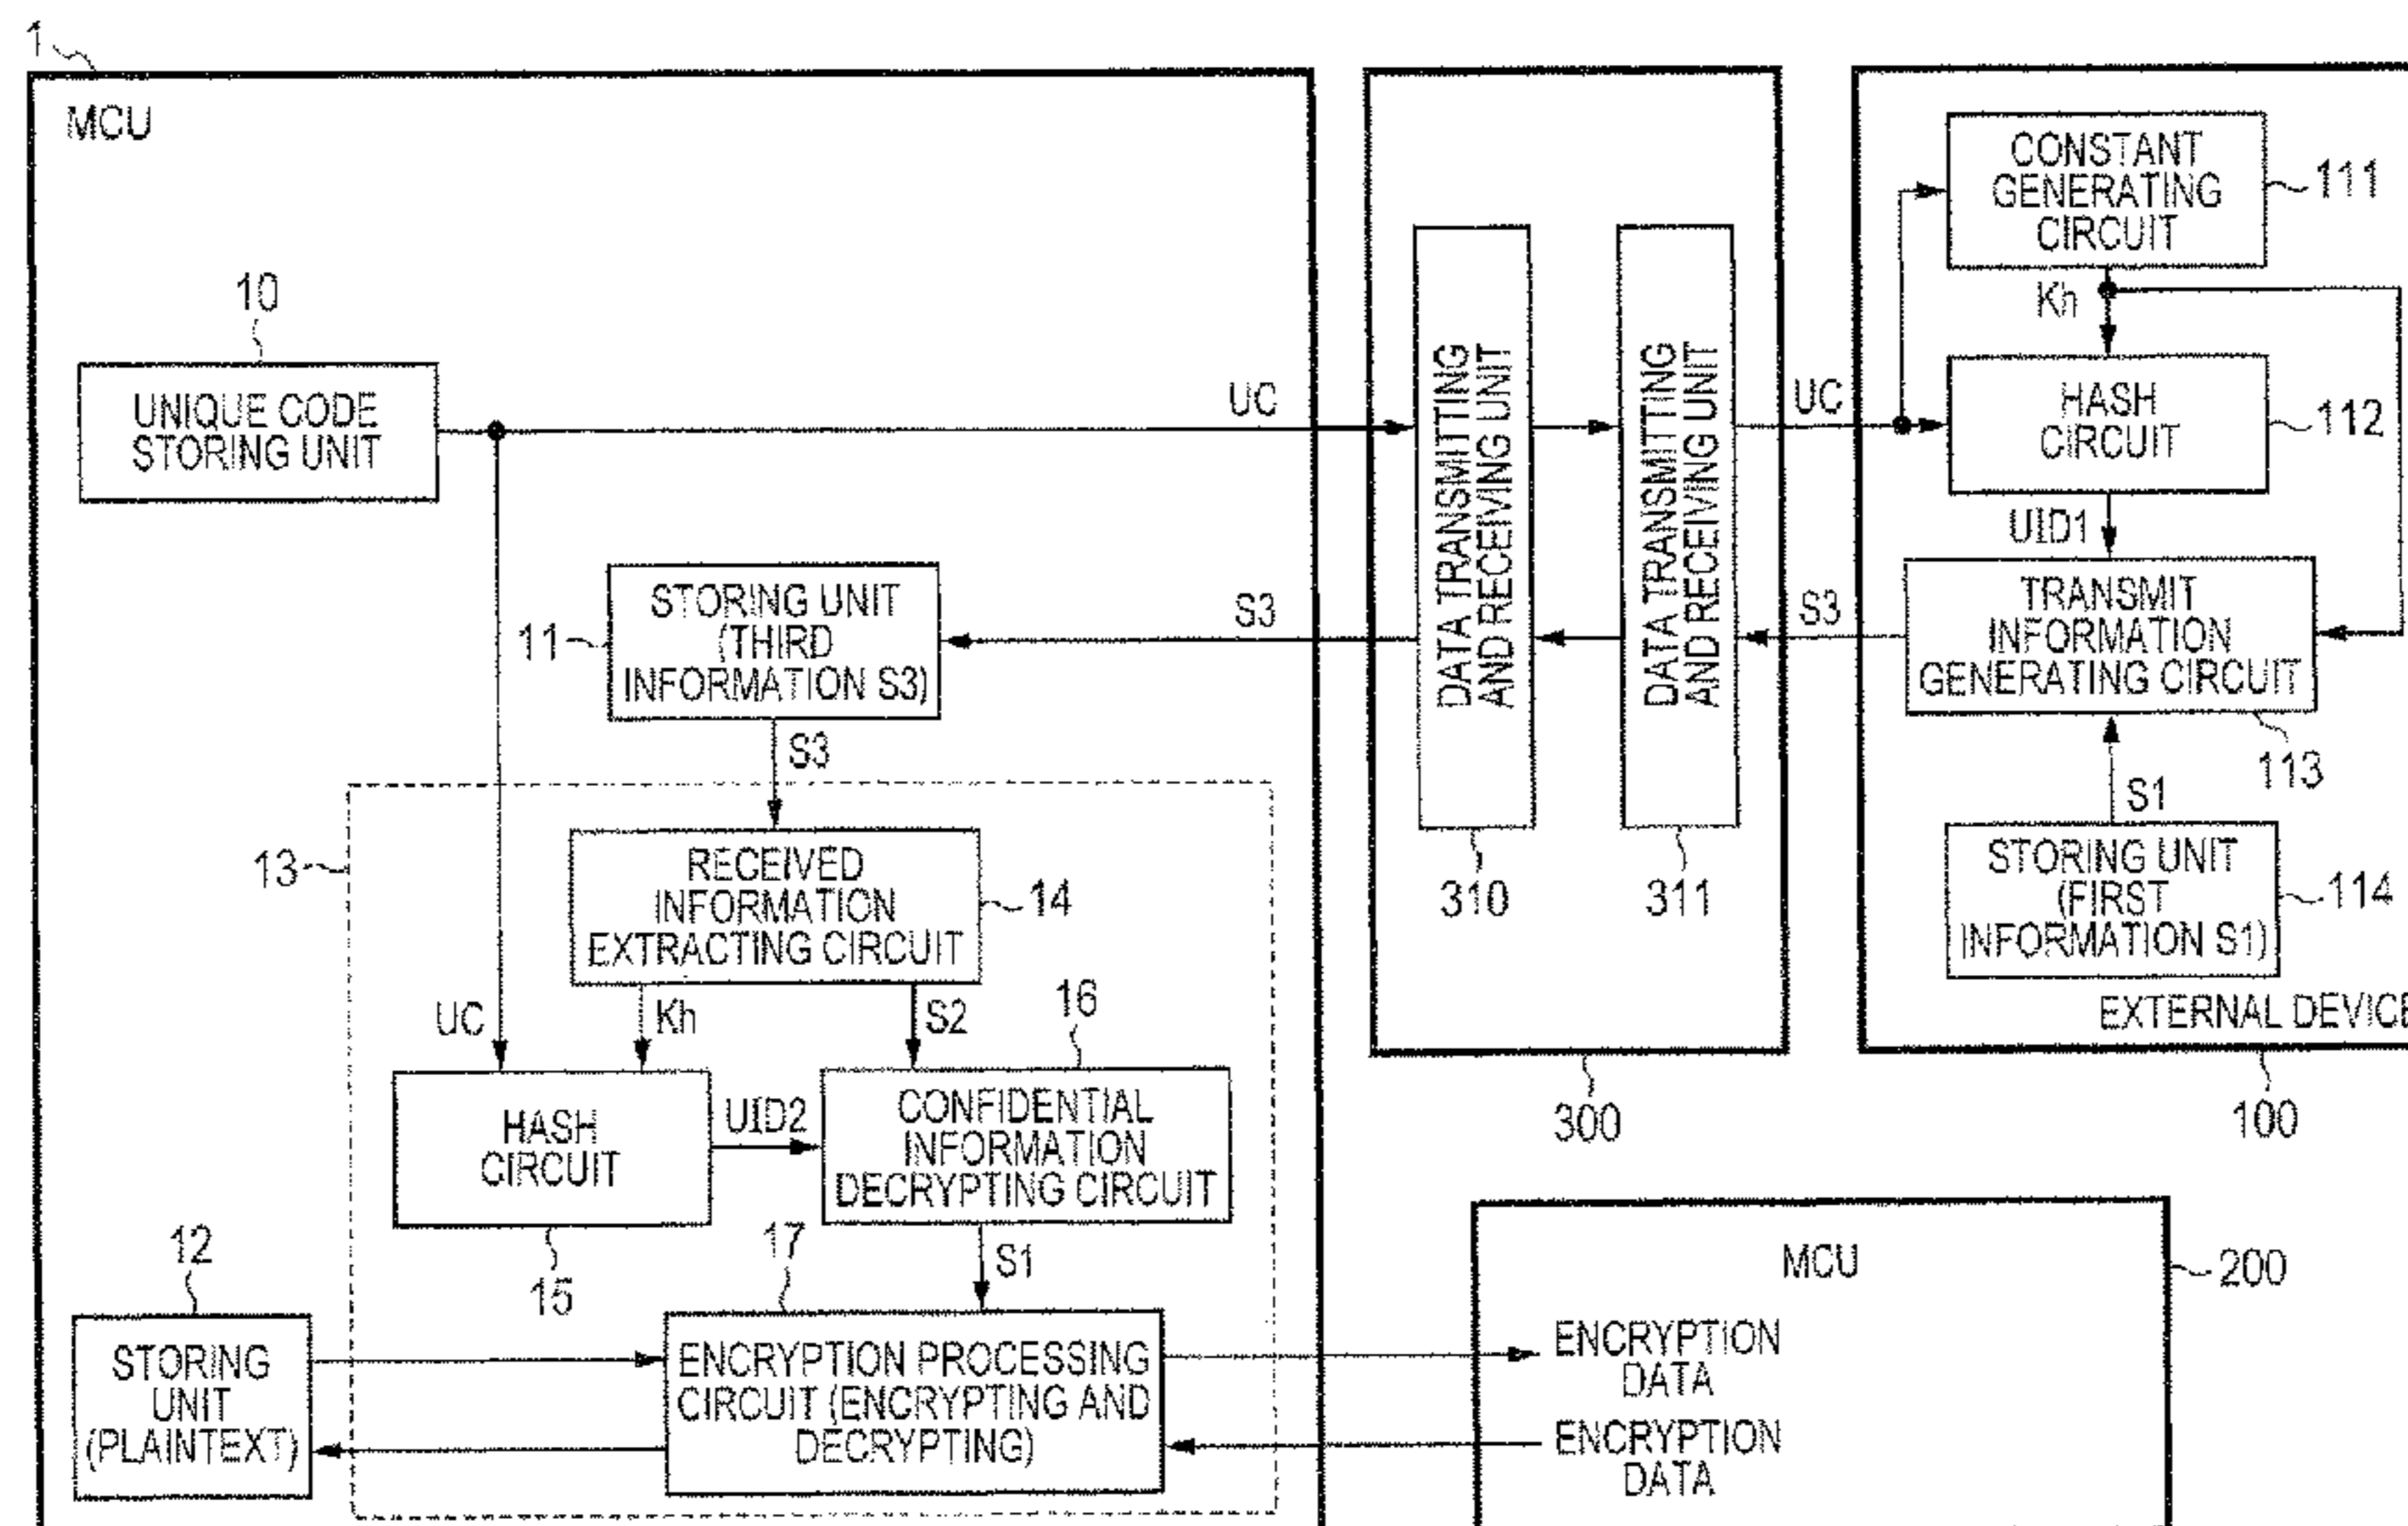 1
MCU
10
UNIQUE CODE
STORING UNIT
UC
11
STORING UNIT
(THIRD
INFORMATION S3)
S3
S3
13
RECEIVED
INFORMATION
EXTRACTING CIRCUIT
14
UC
Kh
S2
16
HASH
CIRCUIT
15
UID2
CONFIDENTIAL
INFORMATION
DECRYPTING CIRCUIT
S1
12
STORING
UNIT
(PLAINTEXT)
17
ENCRYPTION PROCESSING
CIRCUIT (ENCRYPTING AND
DECRYPTING)
DATA TRANSMITTING
AND RECEIVING UNIT
310
DATA TRANSMITTING
AND RECEIVING UNIT
311
300
UC
S3
CONSTANT
GENERATING
CIRCUIT
111
Kh
HASH
CIRCUIT
112
UID1
TRANSMIT
INFORMATION
GENERATING CIRCUIT
113
S1
STORING UNIT
(FIRST
INFORMATION S1)
114
EXTERNAL DEVICE
100
MCU
200
ENCRYPTION
DATA
ENCRYPTION
DATA